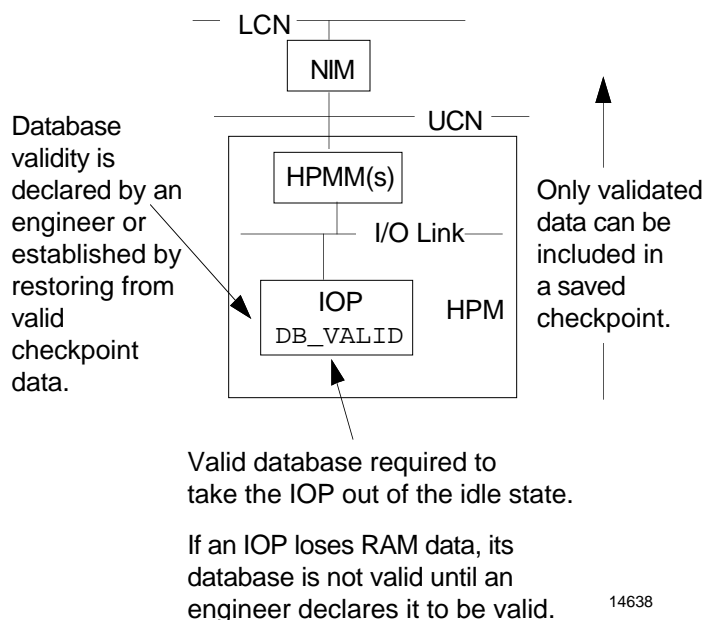 LCN
NIM
UCN
Database
validity is
declared by an
engineer or
established by
restoring from
valid
checkpoint
data.
HPMM(s)
I/O Link
IOP
DB_VALID
HPM
Only validated
data can be
included in
a saved
checkpoint.
Valid database required to
take the IOP out of the idle state.
If an IOP loses RAM data, its
database is not valid until an
engineer declares it to be valid.
14638